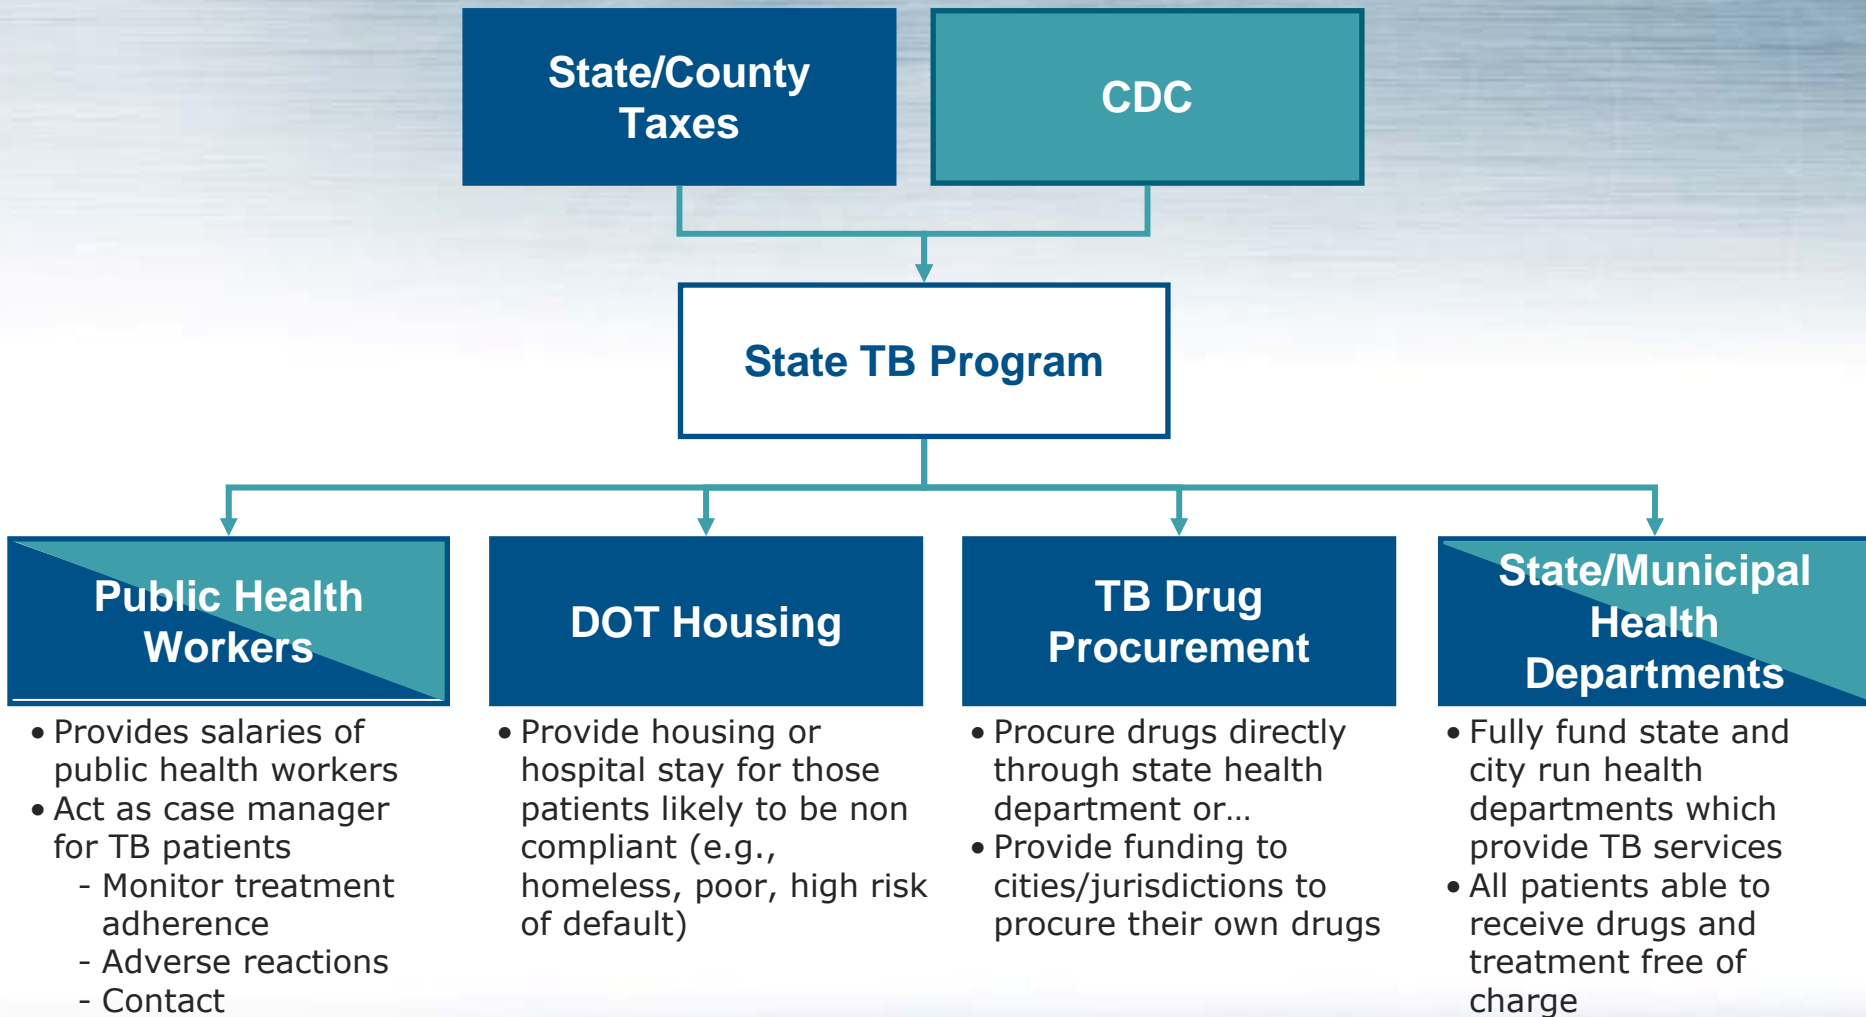 State/County
Taxes
CDC
State TB Program
Public Health
Workers
• Provides salaries of
public health workers
• Act as case manager
for TB patients
- Monitor treatment
adherence
- Adverse reactions
- Contact
DOT Housing
• Provide housing or
hospital stay for those
patients likely to be non
compliant (e.g.,
homeless, poor, high risk
of default)
TB Drug
Procurement
• Procure drugs directly
through state health
department or…
• Provide funding to
cities/jurisdictions to
procure their own drugs
State/Municipal
Health
Departments
• Fully fund state and
city run health
departments which
provide TB services
• All patients able to
receive drugs and
treatment free of
charge